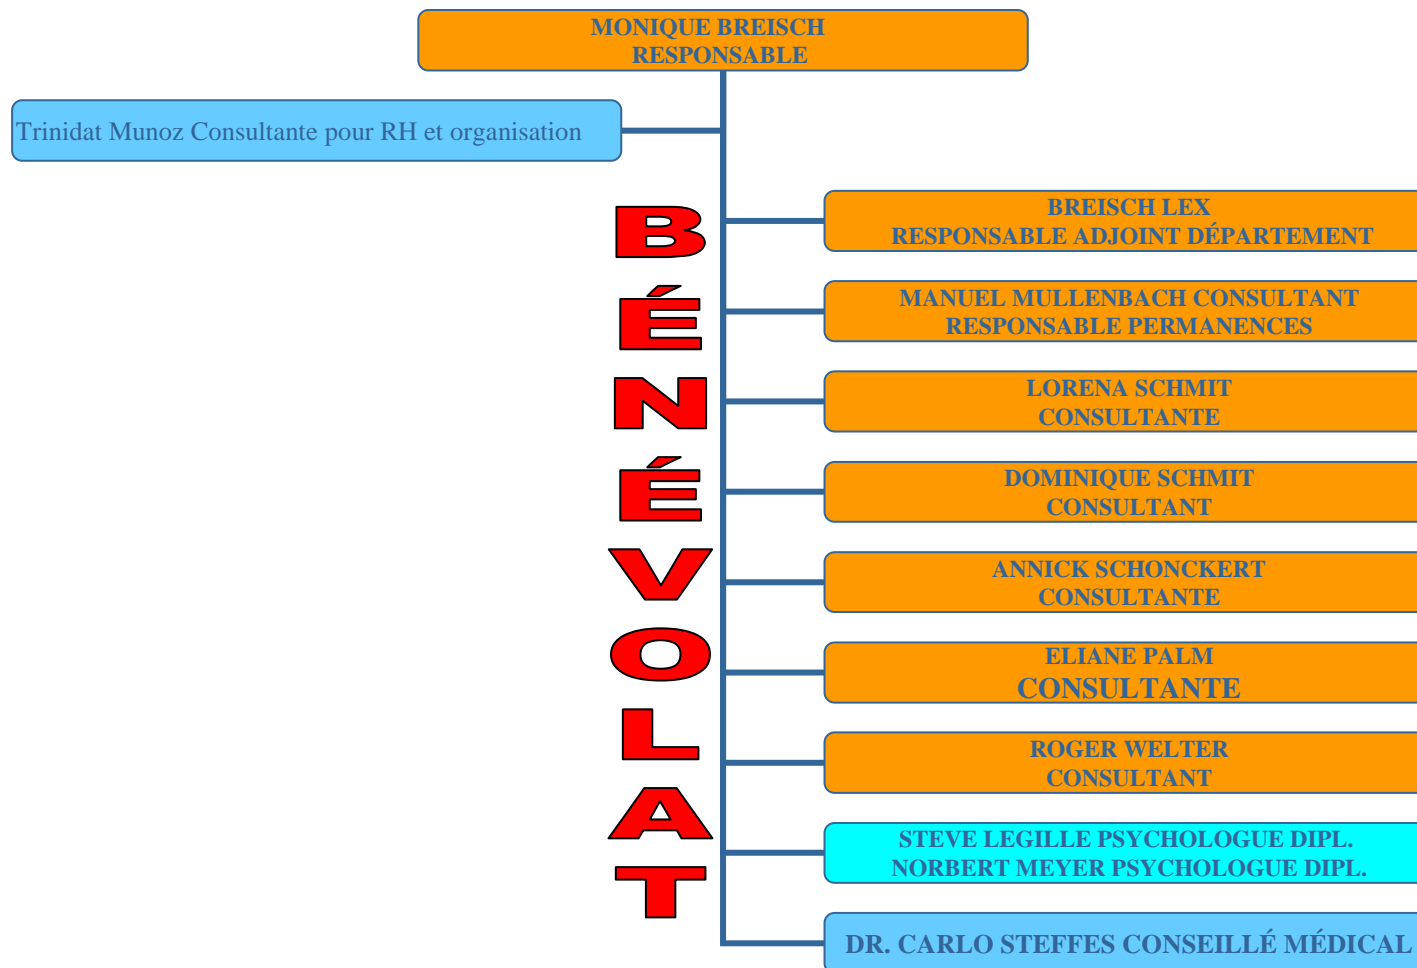 MONIQUE BREISCH
RESPONSABLE
Trinidat Munoz Consultante pour RH et organisation
BÉNÉVOLAT
BREISCH LEX
RESPONSABLE ADJOINT DÉPARTEMENT
MANUEL MULLENBACH CONSULTANT
RESPONSABLE PERMANENCES
LORENA SCHMIT
CONSULTANTE
DOMINIQUE SCHMIT
CONSULTANT
ANNICK SCHONCKERT
CONSULTANTE
ELIANE PALM
CONSULTANTE
ROGER WELTER
CONSULTANT
STEVE LEGILLE PSYCHOLOGUE DIPL.
NORBERT MEYER PSYCHOLOGUE DIPL.
DR. CARLO STEFFES CONSEILLÉ MÉDICAL